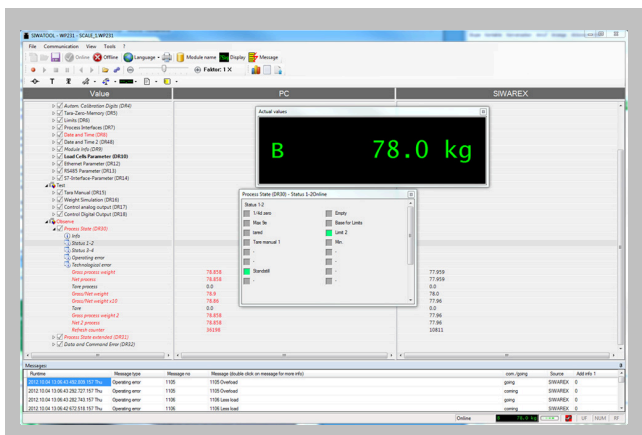 SIWATOOL - WP231 - SCALE_1.WP231
File Communication View Tools ?
Online Offline Language Module name Display Message
Faktor: 1 X
Value PC SIWAREX
Autom. Calibration Digits (DR4)
Tara-Zero-Memory (DR5)
Limits (DR6)
Process Interfaces (DR7)
Date and Time (DR8)
Date and Time 2 (DR48)
Module Info (DR9)
Load Cells Parameter (DR10)
Ethernet Parameter (DR12)
RS485 Parameter (DR13)
S7-Interface-Parameter (DR14)
Test
Tara Manual (DR15)
Weight Simulation (DR16)
Control analog output (DR17)
Control Digital Output (DR18)
Observe
Process State (DR30)
Info
Status 1-2
Status 3-4
Operating error
Technological error
Gross process weight 78.858 77.959
Net process 78.858 77.959
Tare process 0.0 0.0
Gross/Net weight 78.9 78.0
Gross/Net weight x10 78.86 77.96
Tare 0.0 0.0
Gross process weight 2 78.858 77.96
Net 2 process 78.858 77.96
Refresh counter 36198 10811
Process State extended (DR31)
Data and Command Error (DR32)
Actual values
B 78.0 kg
Process State (DR30) - Status 1-2Online
Status 1-2
1/4d zero Empty
Max 9e Base for Limits
tared Limit 2
Tare manual 1 Min.
Standstill
Messages
Runtime Message type Message no Message (double click on message for more info) com./going Source Add info 1
2012.10.04 13:06:43 492.809.157 Thu Operating error 1105 1105 Overload going SIWAREX 0
2012.10.04 13:06:43 292.727.157 Thu Operating error 1105 1105 Overload coming SIWAREX 0
2012.10.04 13:06:43 282.743.157 Thu Operating error 1106 1106 Less load going SIWAREX 0
2012.10.04 13:06:42 672.518.157 Thu Operating error 1106 1106 Less load coming SIWAREX 0
Online B 78.0 kg UF NUM RF